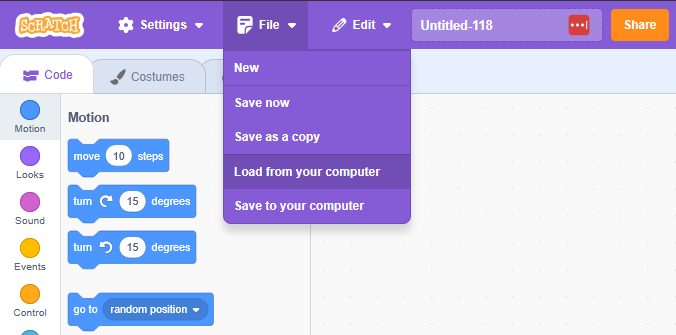 SCRATCH
Settings
File
Edit
Untitled-118
Share
New
Save now
Save as a copy
Load from your computer
Save to your computer
Code
Costumes
Motion
Looks
Sound
Events
Control
Motion
move 10 steps
turn 15 degrees
turn 15 degrees
go to random position